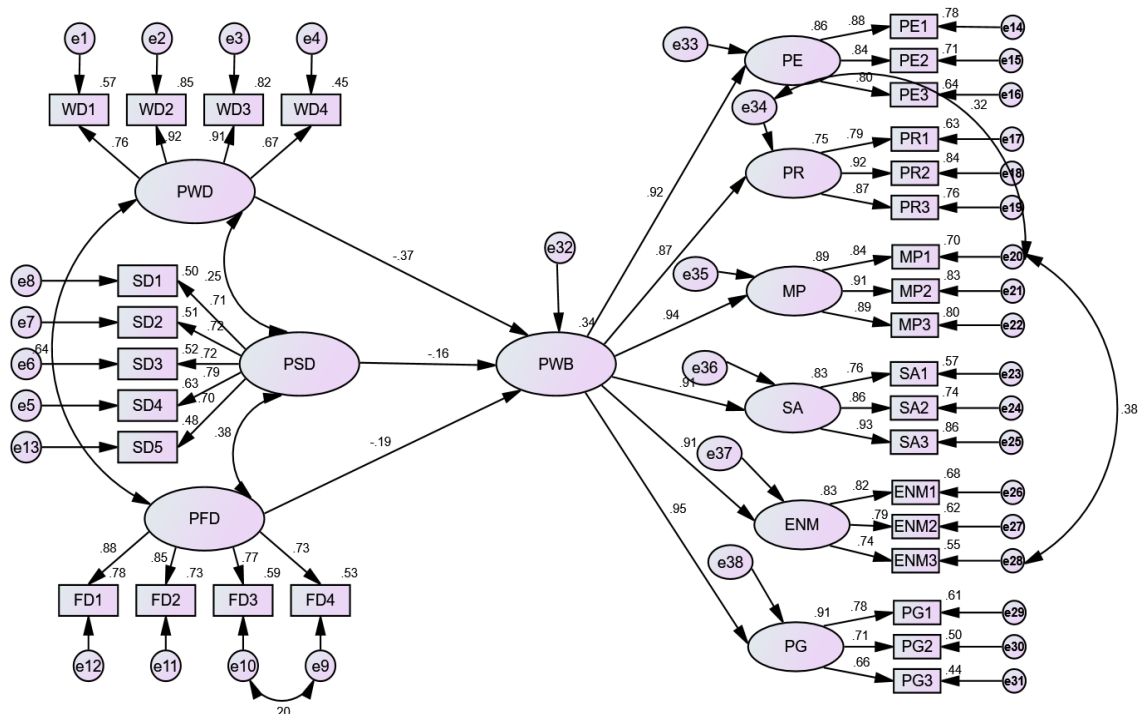 e1 e2 e3 e4
.57 .85 .82 .45
WD1 WD2 WD3 WD4
.76 .92 .91 .67
PWD
.25
-.37
e8 SD1 .50
.71
e7 SD2 .51
.72
e6 .64 SD3 .52 .72
.79
e5 SD4 .63
.70
e13 SD5 .48
PSD
-.16
.38
-.19
PFD
.88 .85 .77 .73
.78 .73 .59 .53
FD1 FD2 FD3 FD4
e12 e11 e10 e9
.20
e32
.34
PWB
.92
.87
.94
.91
.91
.95
e33 PE .86 .88 PE1 .78 e14
.84 PE2 .71 e15
.80 PE3 .64 e16
.32
e34 PR .75 .79 PR1 .63 e17
.92 PR2 .84 e18
.87 PR3 .76 e19
e35 MP .89 .84 MP1 .70 e20
.91 MP2 .83 e21
.89 MP3 .80 e22
e36 SA .83 .76 SA1 .57 e23
.86 SA2 .74 e24
.93 SA3 .86 e25
.38
e37 ENM .83 .82 ENM1 .68 e26
.79 ENM2 .62 e27
.74 ENM3 .55 e28
e38 PG .91 .78 PG1 .61 e29
.71 PG2 .50 e30
.66 PG3 .44 e31